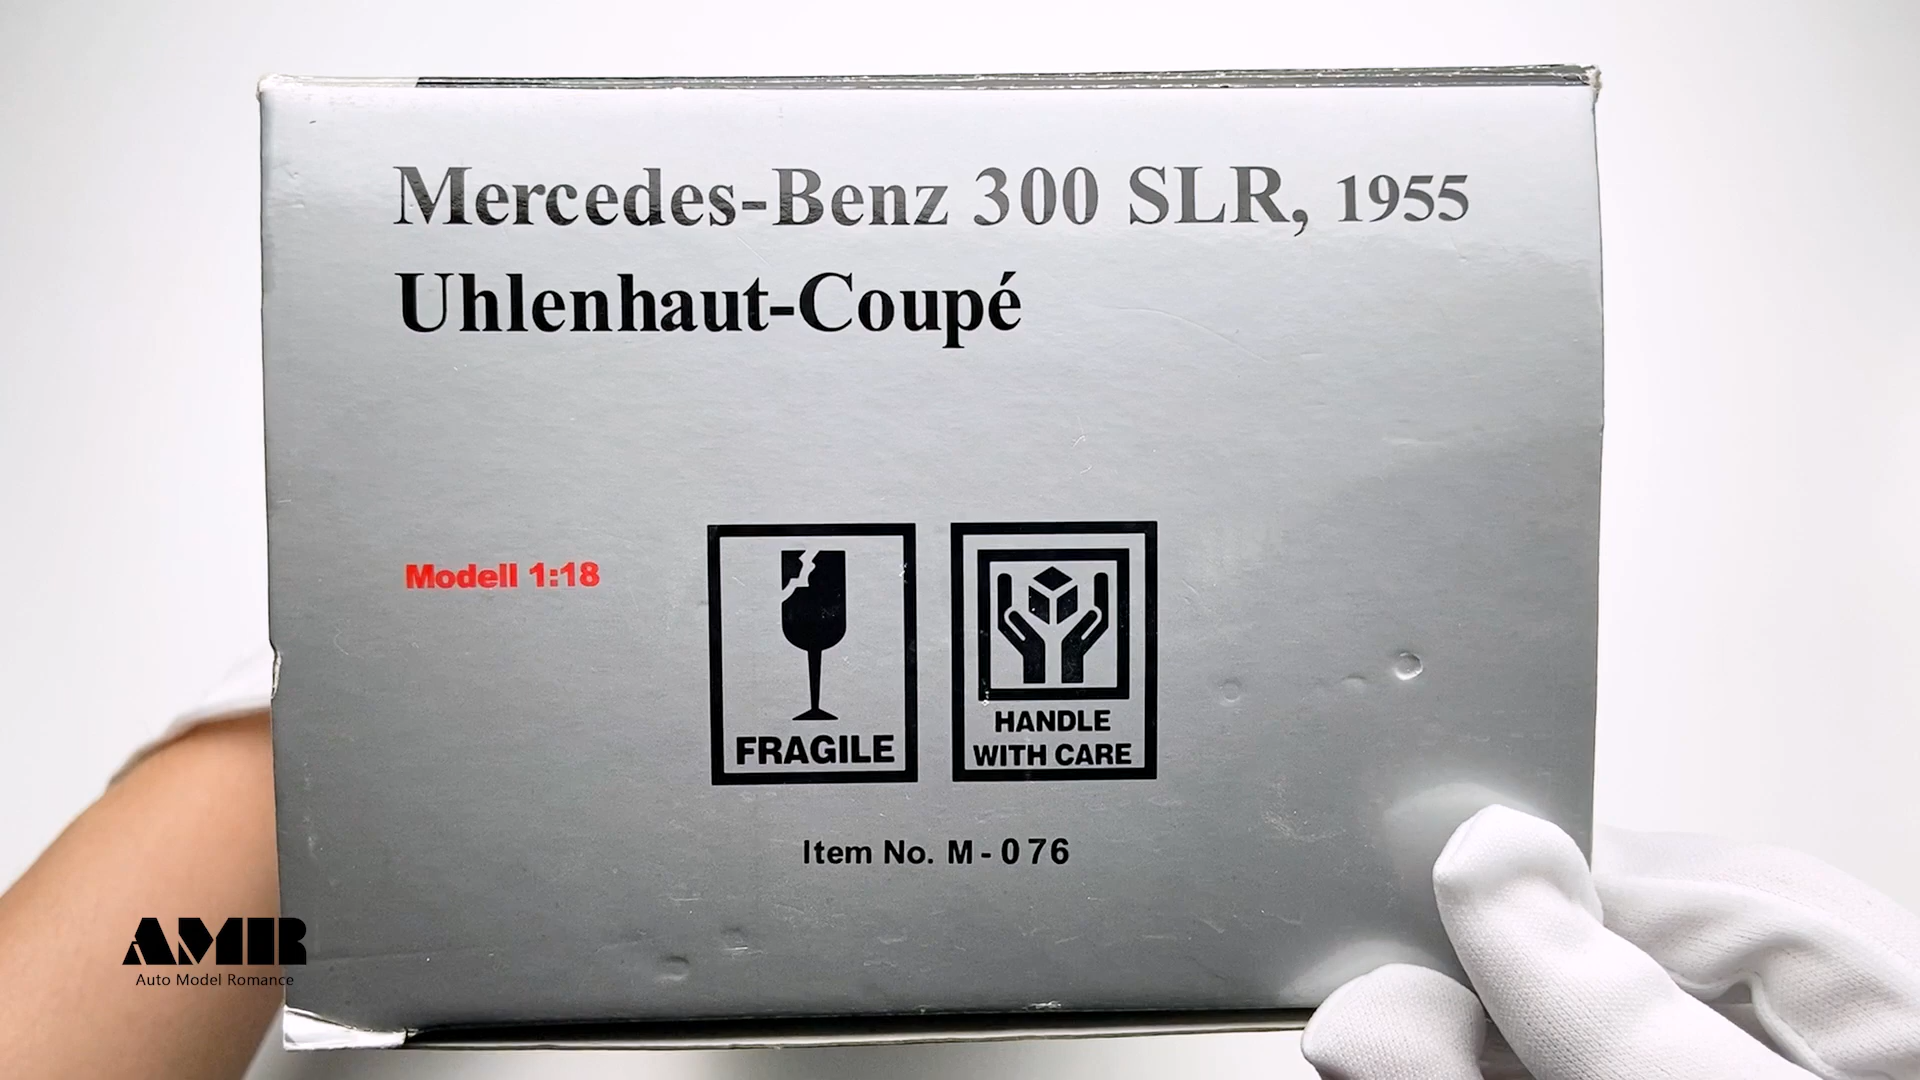 Mercedes-Benz 300 SLR, 1955
Uhlenhaut-Coupé
Modell 1:18
FRAGILE
HANDLE
WITH CARE
Item No. M-076
AMR
Auto Model Romance